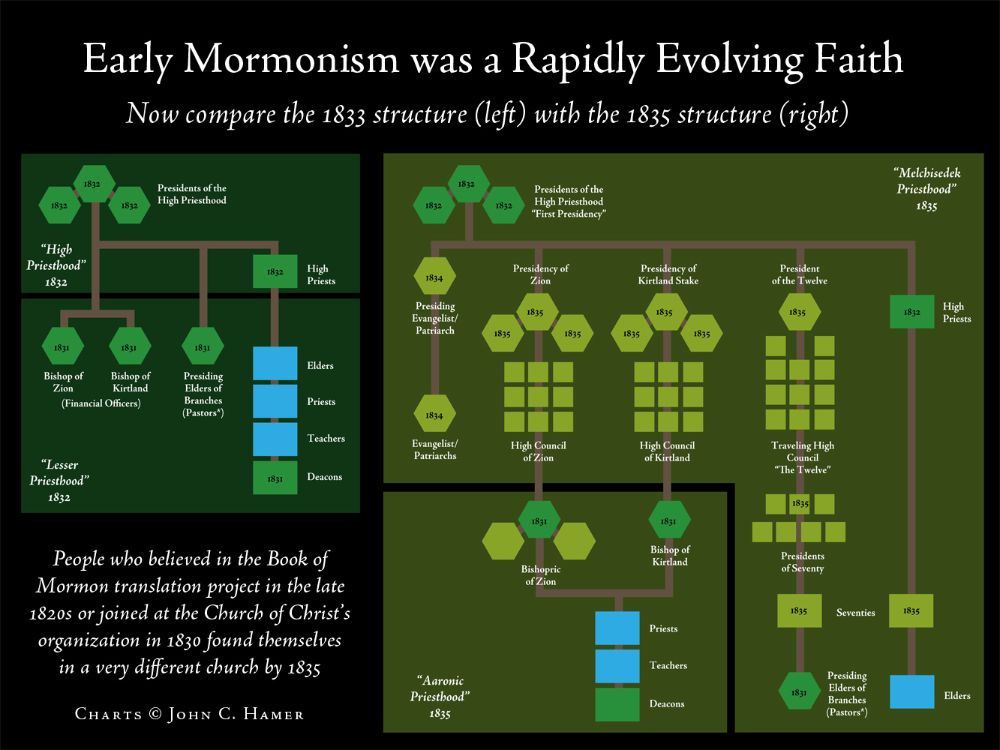 Early Mormonism was a Rapidly Evolving Faith
Now compare the 1833 structure (left) with the 1835 structure (right)
1832
1832
1832
Presidents of the
High Priesthood
“High
Priesthood”
1832
1832
High
Priests
1831
1831
1831
Bishop of
Zion
Bishop of
Kirtland
(Financial Officers)
Presiding
Elders of
Branches
(Pastors*)
Elders
Priests
Teachers
1831
Deacons
“Lesser
Priesthood”
1832
People who believed in the Book of
Mormon translation project in the late
1820s or joined at the Church of Christ’s
organization in 1830 found themselves
in a very different church by 1835
Charts © John C. Hamer
1832
1832
1832
Presidents of the
High Priesthood
“First Presidency”
“Melchisedek
Priesthood”
1835
1834
Presiding
Evangelist/
Patriarch
1834
Evangelist/
Patriarchs
Presidency of
Zion
1835
1835
1835
High Council
of Zion
Presidency of
Kirtland Stake
1835
1835
1835
High Council
of Kirtland
President
of the Twelve
1835
Traveling High
Council
“The Twelve”
1835
Presidents
of Seventy
1835
Seventies
1835
1831
Presiding
Elders of
Branches
(Pastors*)
1832
High
Priests
Elders
1831
Bishopric
of Zion
1831
Bishop of
Kirtland
Priests
Teachers
Deacons
“Aaronic
Priesthood”
1835